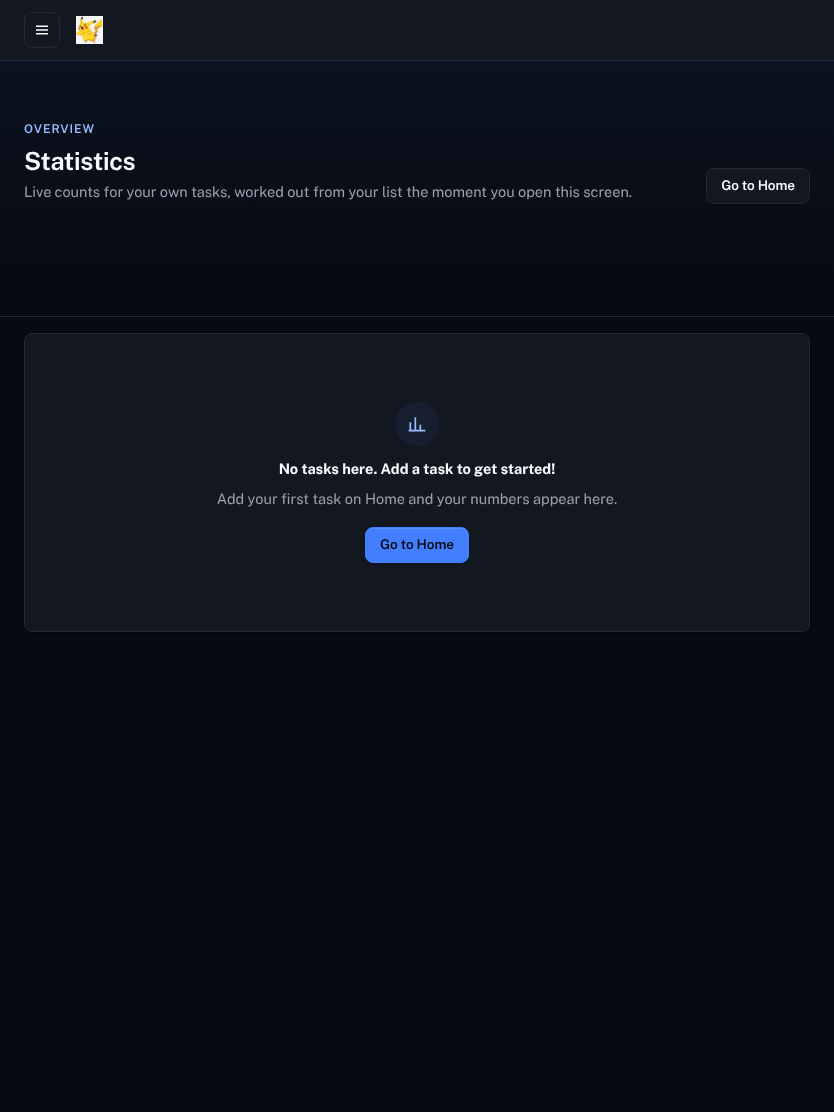 OVERVIEW
Statistics
Live counts for your own tasks, worked out from your list the moment you open this screen.
Go to Home
No tasks here. Add a task to get started!
Add your first task on Home and your numbers appear here.
Go to Home